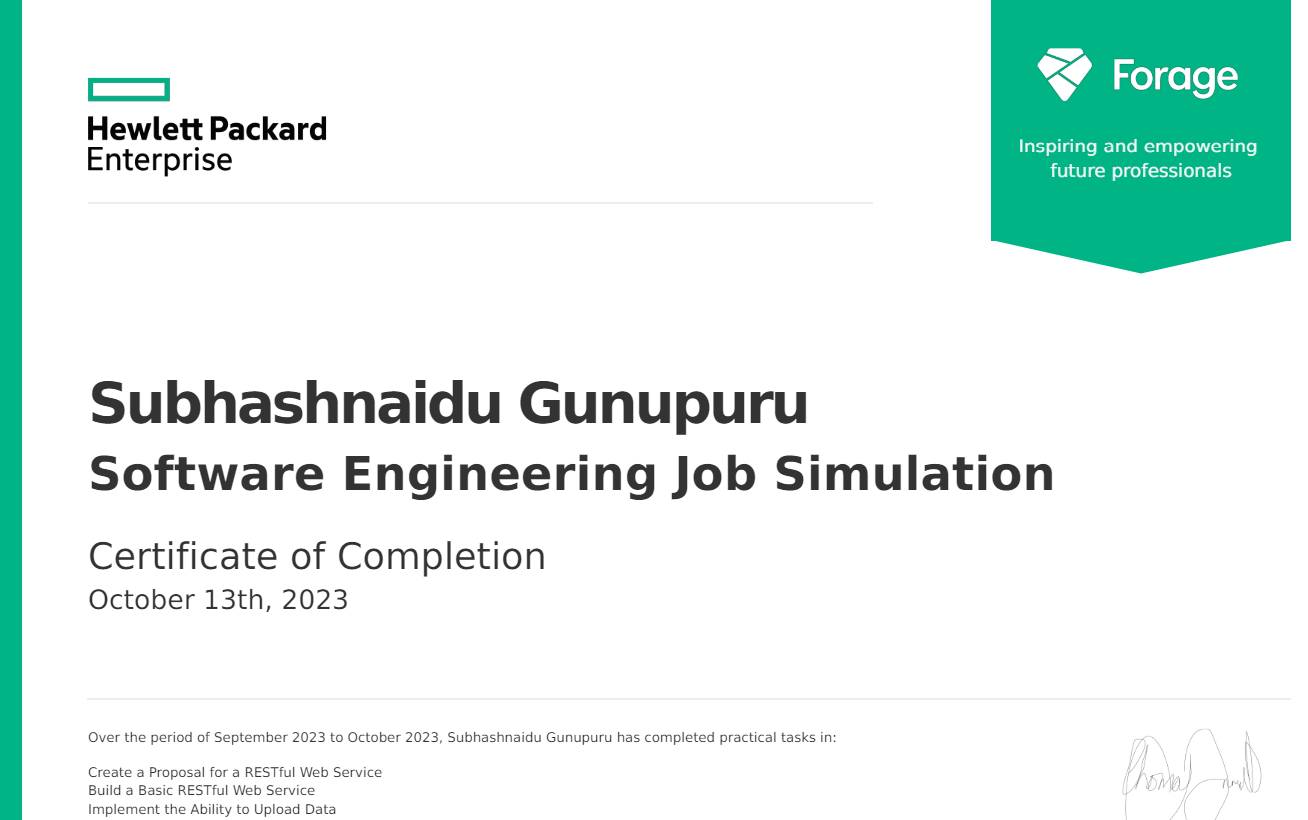 Hewlett Packard
Enterprise
Forage
Inspiring and empowering
future professionals
Subhashnaidu Gunupuru
Software Engineering Job Simulation
Certificate of Completion
October 13th, 2023
Over the period of September 2023 to October 2023, Subhashnaidu Gunupuru has completed practical tasks in:
Create a Proposal for a RESTful Web Service
Build a Basic RESTful Web Service
Implement the Ability to Upload Data